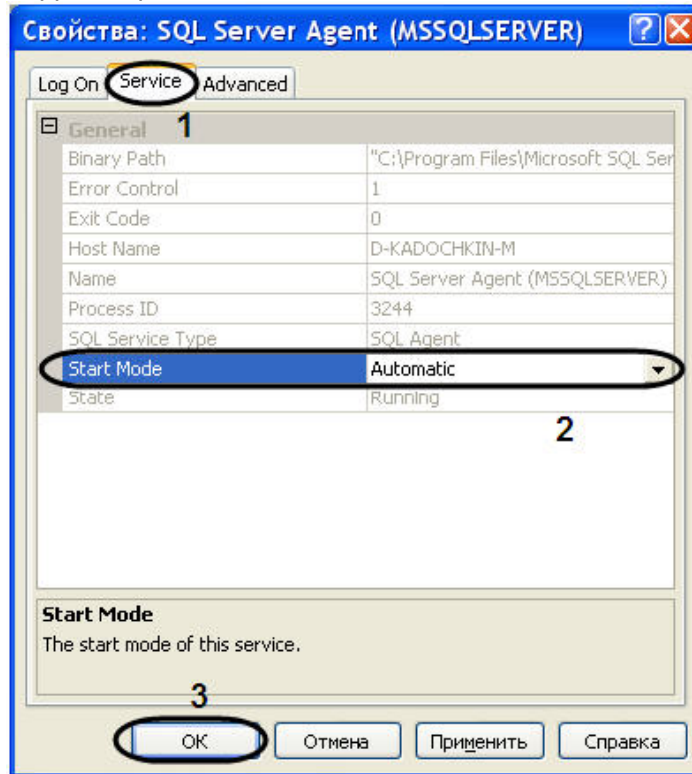 Свойства: SQL Server Agent (MSSQLSERVER)
Log On Service Advanced
1
General
Binary Path "C:\Program Files\Microsoft SQL Ser
Error Control 1
Exit Code 0
Host Name D-KADOCHKIN-M
Name SQL Server Agent (MSSQLSERVER)
Process ID 3244
SQL Service Type SQL Agent
Start Mode Automatic
State Running
2
Start Mode
The start mode of this service.
3
ОК Отмена Применить Справка